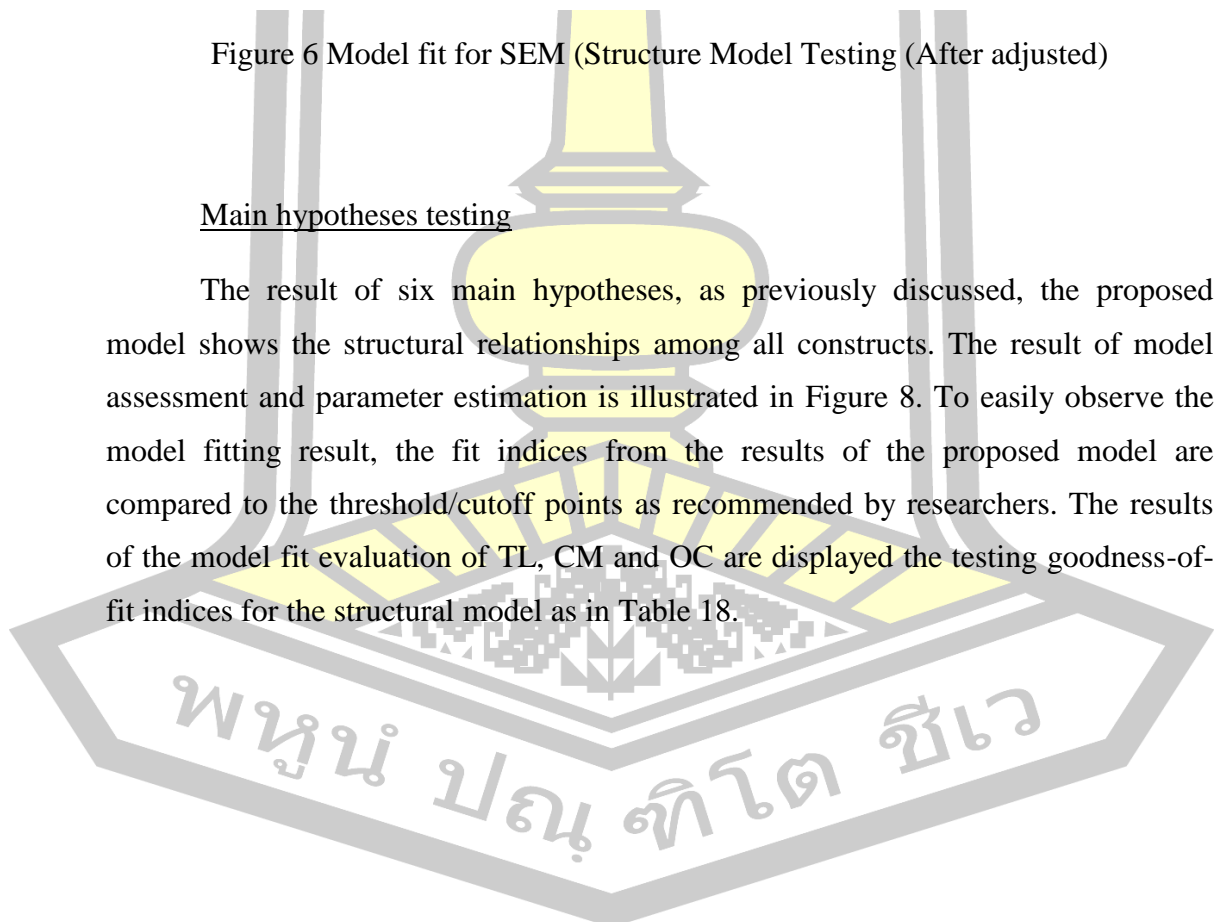 Figure 6 Model fit for SEM (Structure Model Testing (After adjusted)
Main hypotheses testing
The result of six main hypotheses, as previously discussed, the proposed
model shows the structural relationships among all constructs. The result of model
assessment and parameter estimation is illustrated in Figure 8. To easily observe the
model fitting result, the fit indices from the results of the proposed model are
compared to the threshold/cutoff points as recommended by researchers. The results
of the model fit evaluation of TL, CM and OC are displayed the testing goodness-of-
fit indices for the structural model as in Table 18.
พหูนํ ปณฺฑิโต ชีเว